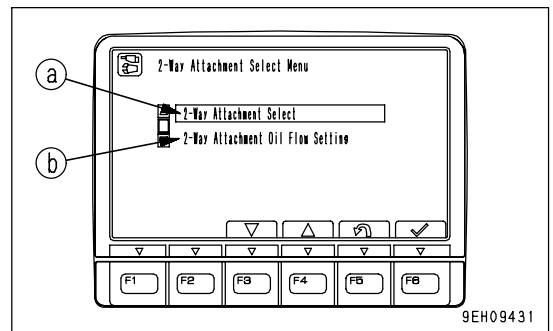 2-Way Attachment Select Menu
a
2-Way Attachment Select
b
2-Way Attachment Oil Flow Setting
F1 F2 F3 F4 F5 F6
9EH09431